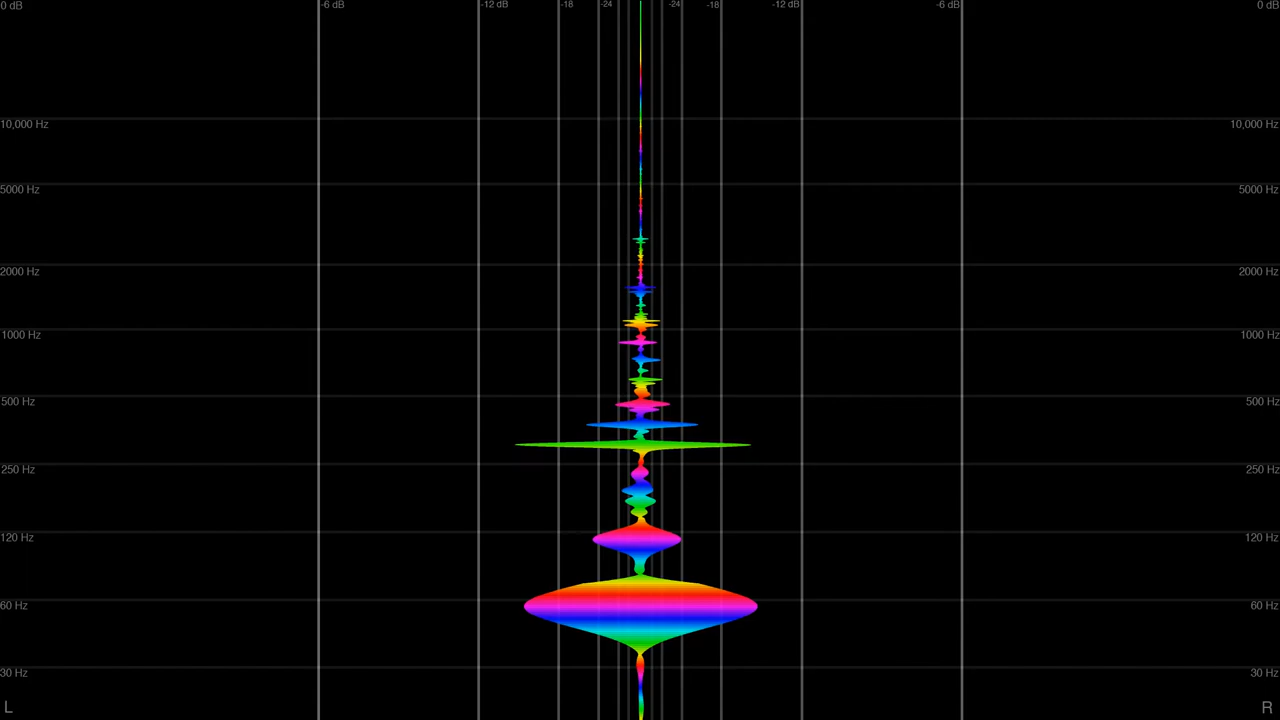 0 dB -6 dB -12 dB -18 -24 -24 -18 -12 dB -6 dB 0 dB
10,000 Hz 10,000 Hz
5000 Hz 5000 Hz
2000 Hz 2000 Hz
1000 Hz 1000 Hz
500 Hz 500 Hz
250 Hz 250 Hz
120 Hz 120 Hz
60 Hz 60 Hz
30 Hz 30 Hz
L R